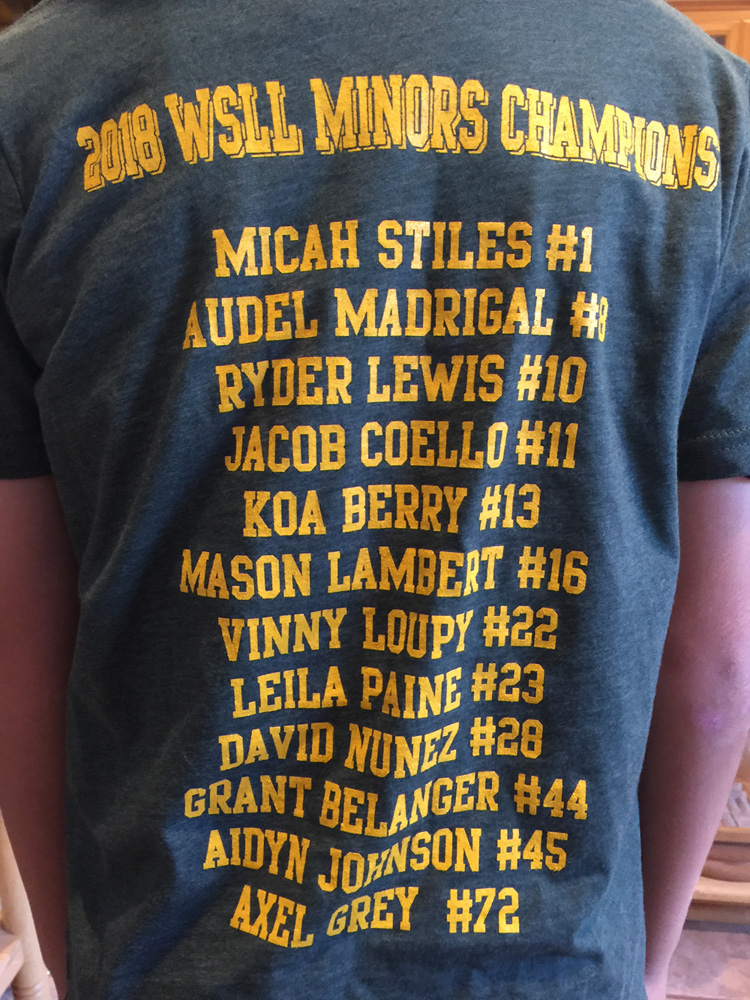 2018 WSLL MINORS CHAMPIONS
MICAH STILES #1
AUDEL MADRIGAL #8
RYDER LEWIS #10
JACOB COELLO #11
KOA BERRY #13
MASON LAMBERT #16
VINNY LOUPY #22
LEILA PAINE #23
DAVID NUNEZ #28
GRANT BELANGER #44
AIDYN JOHNSON #45
AXEL GREY #72